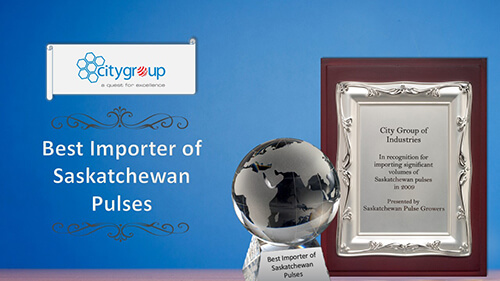 citygroup
a quest for excellence
Best Importer of
Saskatchewan
Pulses
City Group of
Industries
In recognition for
importing significant
volumes of
Saskatchewan pulses
in 2009
Presented by
Saskatchewan Pulse Growers
Best Importer of
Saskatchewan
Pulses